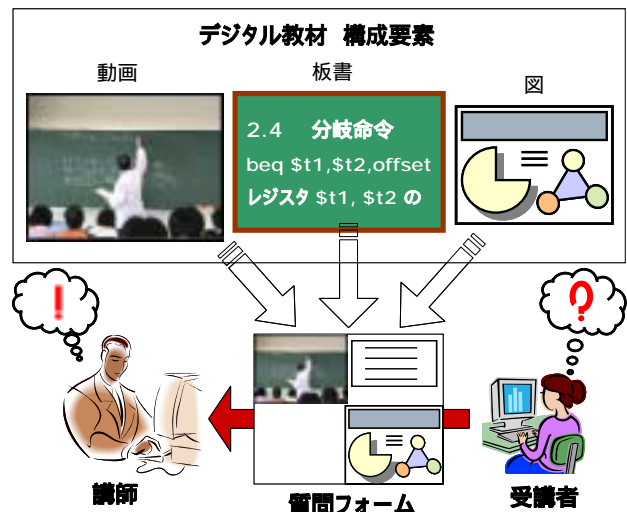 デジタル教材 構成要素
動画
板書
図
2.4 分岐命令
beq $t1,$t2,offset
レジスタ $t1, $t2 の
!
?
講師
質問フォーム
受講者